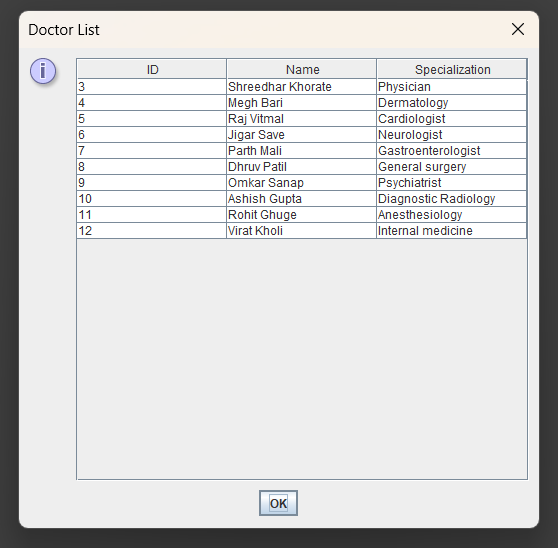 Doctor List
ID Name Specialization
3 Shreedhar Khorate Physician
4 Megh Bari Dermatology
5 Raj Vitmal Cardiologist
6 Jigar Save Neurologist
7 Parth Mali Gastroenterologist
8 Dhruv Patil General surgery
9 Omkar Sanap Psychiatrist
10 Ashish Gupta Diagnostic Radiology
11 Rohit Ghuge Anesthesiology
12 Virat Kholi Internal medicine
OK